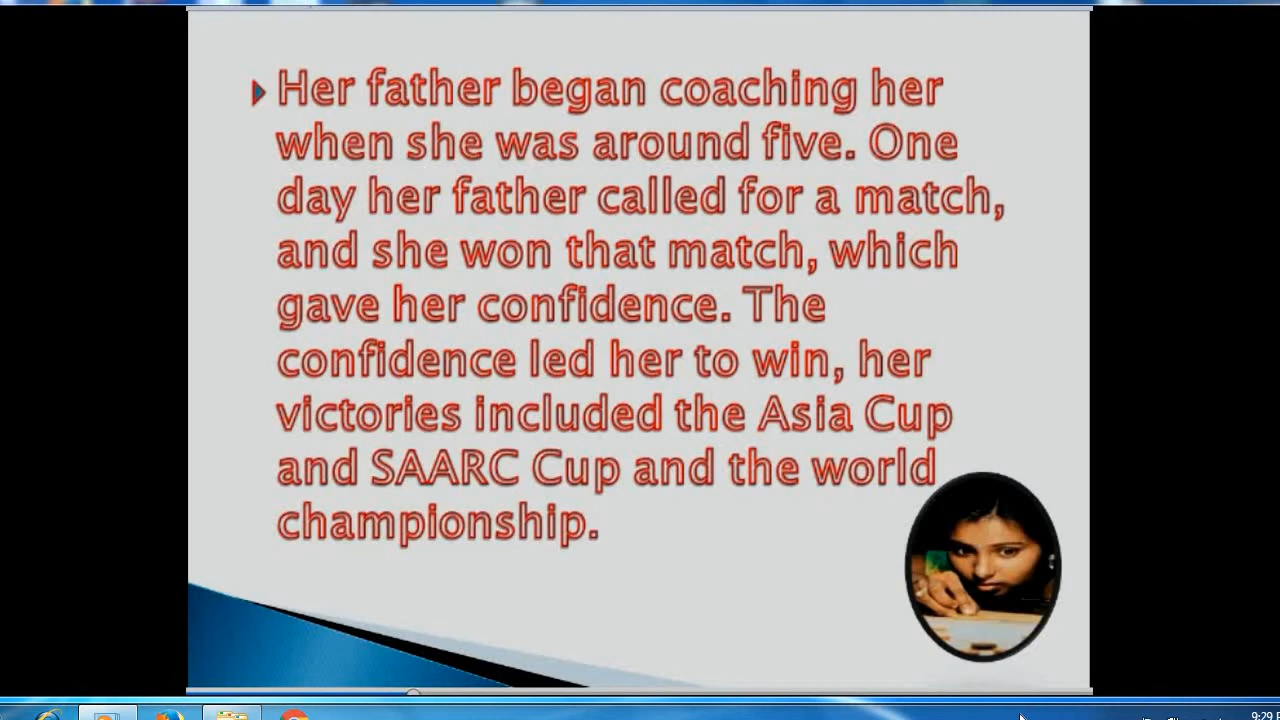 Her father began coaching her
when she was around five. One
day her father called for a match,
and she won that match, which
gave her confidence. The
confidence led her to win, her
victories included the Asia Cup
and SAARC Cup and the world
championship.